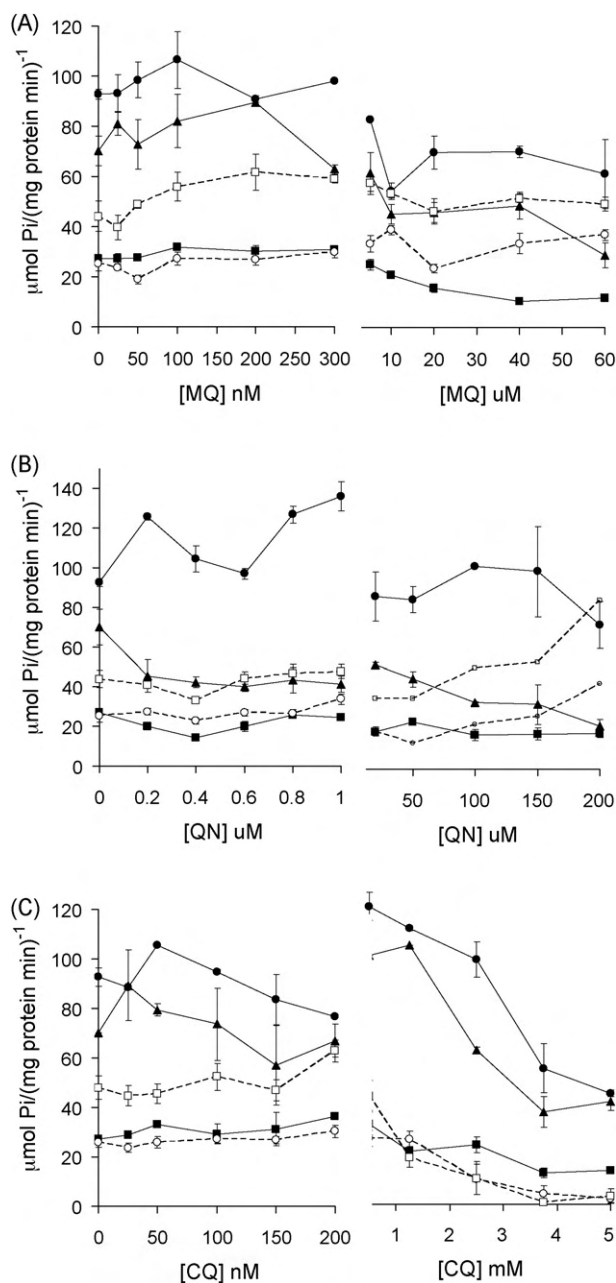 (A)
μmol Pi/(mg protein min)⁻¹
120
100
80
60
40
20
0
0 50 100 150 200 250 300
10 20 30 40 50 60
[MQ] nM
[MQ] uM
(B)
μmol Pi/(mg protein min)⁻¹
140
120
100
80
60
40
20
0
0 0.2 0.4 0.6 0.8 1
50 100 150 200
[QN] uM
[QN] uM
(C)
μmol Pi/(mg protein min)⁻¹
120
100
80
60
40
20
0
0 50 100 150 200
1 2 3 4 5
[CQ] nM
[CQ] mM